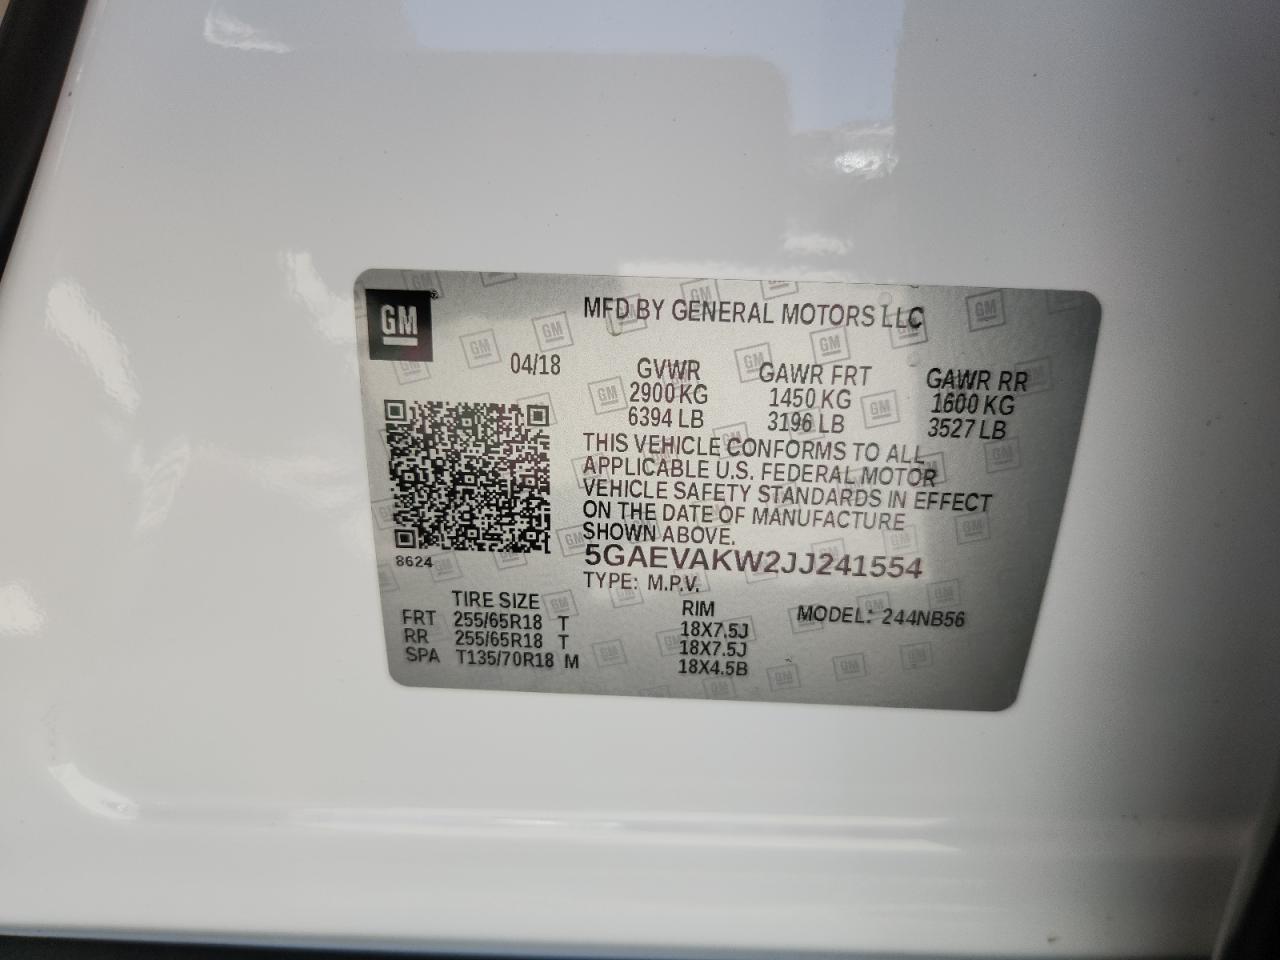 GM
MFD BY GENERAL MOTORS LLC
04/18
GVWR GAWR FRT GAWR RR
2900 KG 1450 KG 1600 KG
6394 LB 3196 LB 3527 LB
THIS VEHICLE CONFORMS TO ALL
APPLICABLE U.S. FEDERAL MOTOR
VEHICLE SAFETY STANDARDS IN EFFECT
ON THE DATE OF MANUFACTURE
SHOWN ABOVE.
8624
5GAEVAKW2JJ241554
TYPE: M.P.V.
TIRE SIZE RIM MODEL: 244NB56
FRT 255/65R18 T 18X7.5J
RR 255/65R18 T 18X7.5J
SPA T135/70R18 M 18X4.5B